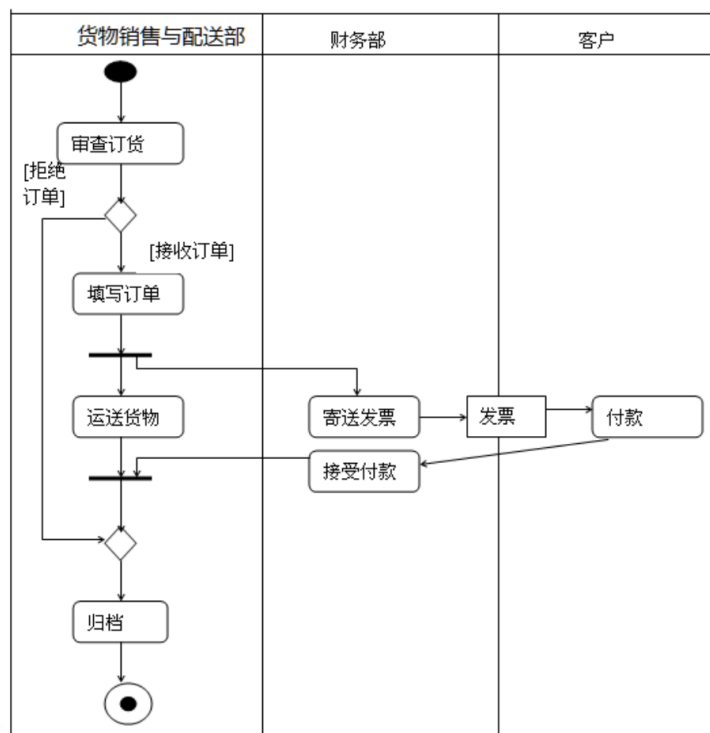 货物销售与配送部
财务部
客户
审查订货
[拒绝
订单]
[接收订单]
填写订单
运送货物
寄送发票
发票
付款
接受付款
归档